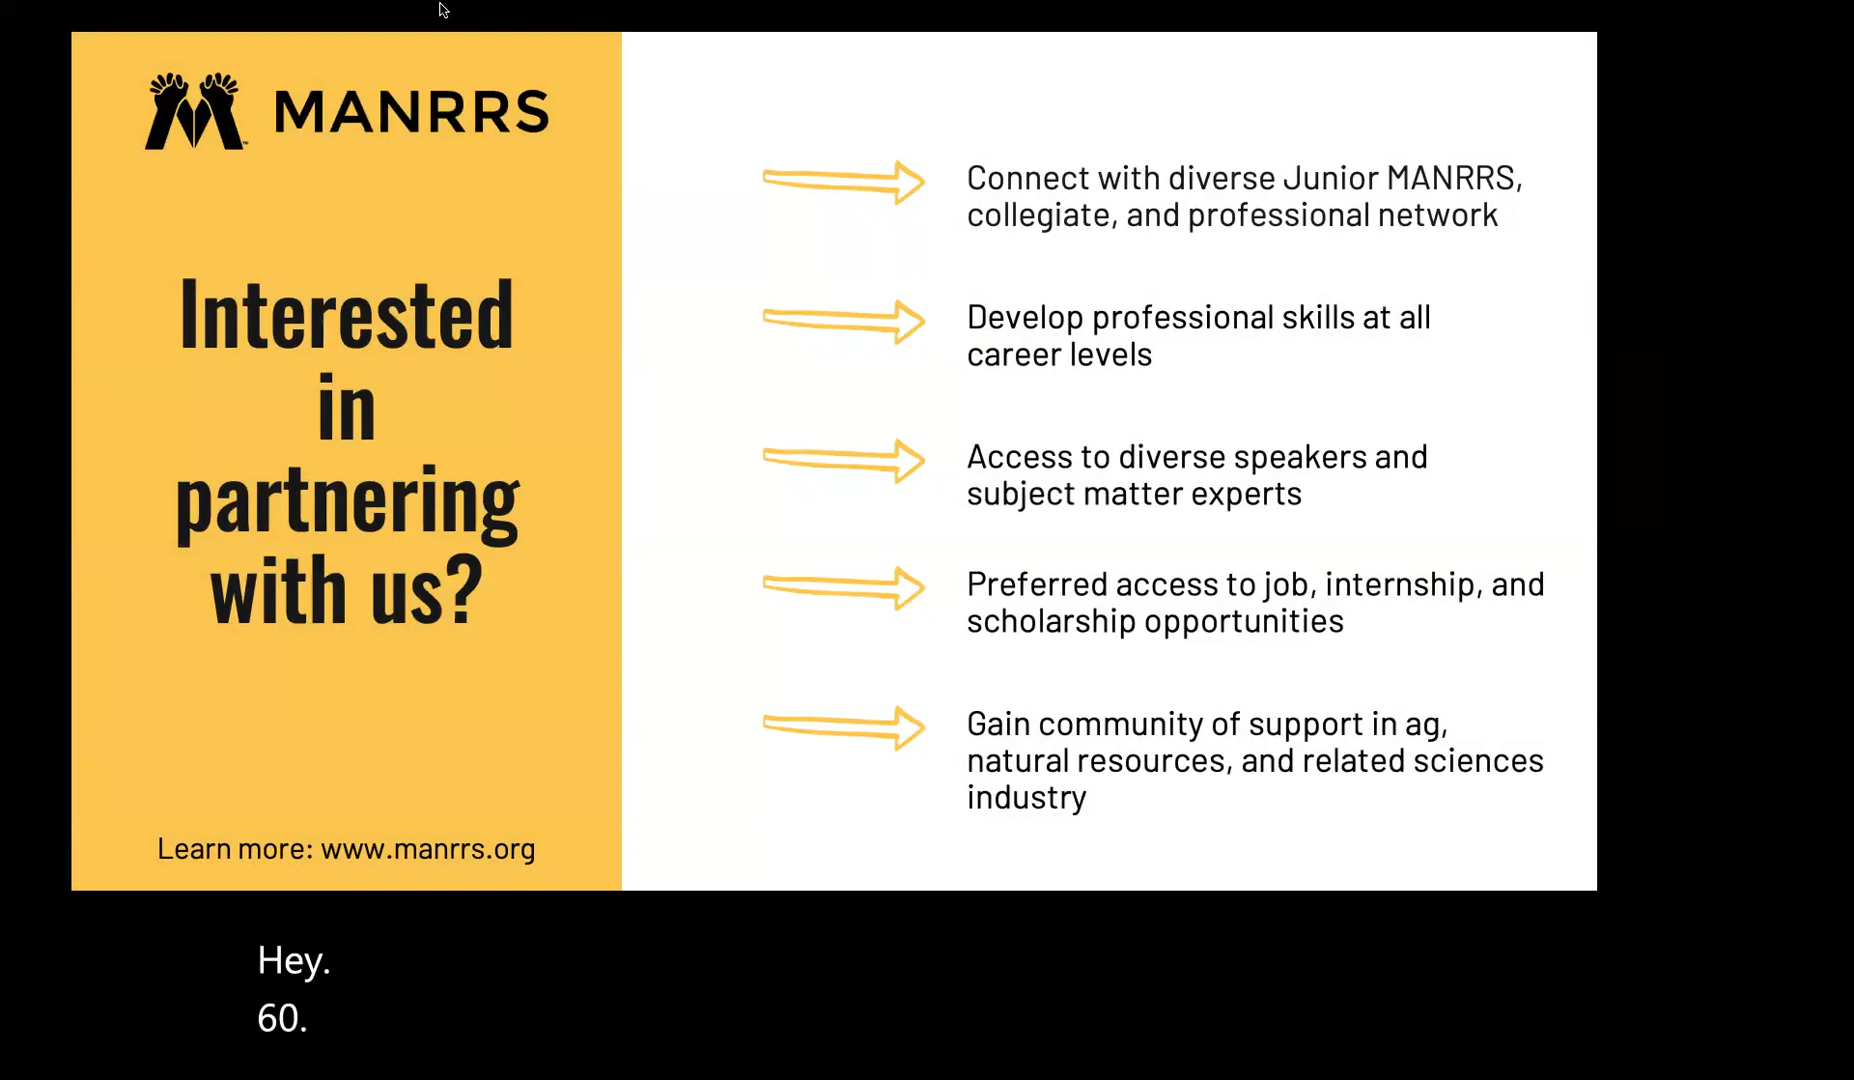 MANRRS
Interested
in
partnering
with us?
Learn more: www.manrrs.org
Connect with diverse Junior MANRRS,
collegiate, and professional network
Develop professional skills at all
career levels
Access to diverse speakers and
subject matter experts
Preferred access to job, internship, and
scholarship opportunities
Gain community of support in ag,
natural resources, and related sciences
industry
Hey.
60.